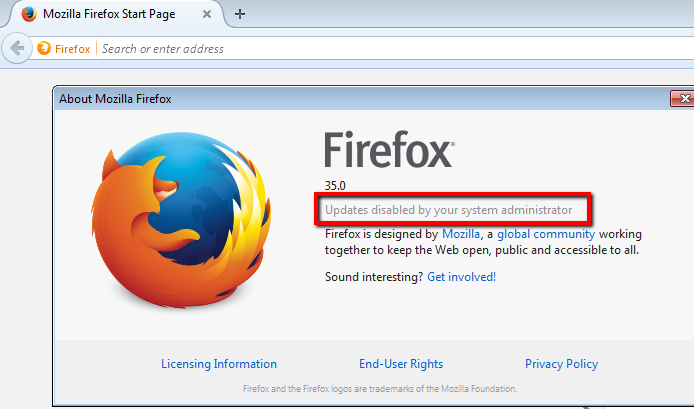 Mozilla Firefox Start Page
Firefox Search or enter address
About Mozilla Firefox
Firefox
35.0
Updates disabled by your system administrator
Firefox is designed by Mozilla, a global community working
together to keep the Web open, public and accessible to all.
Sound interesting? Get involved!
Licensing Information End-User Rights Privacy Policy
Firefox and the Firefox logos are trademarks of the Mozilla Foundation.